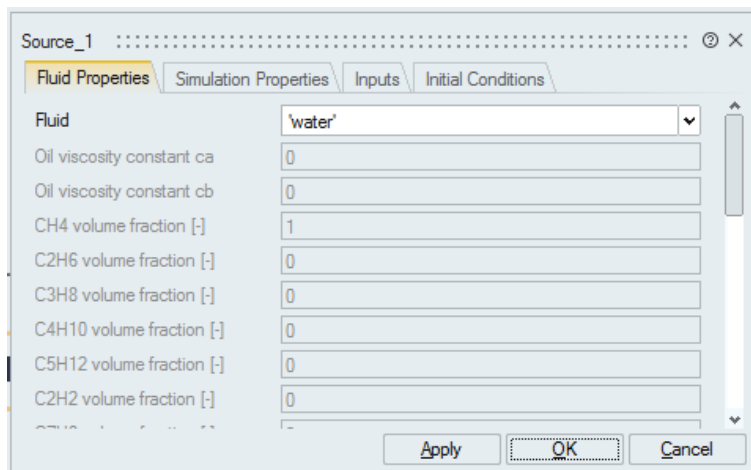 Source_1
Fluid Properties Simulation Properties Inputs Initial Conditions
Fluid 'water'
Oil viscosity constant ca 0
Oil viscosity constant cb 0
CH4 volume fraction [-] 1
C2H6 volume fraction [-] 0
C3H8 volume fraction [-] 0
C4H10 volume fraction [-] 0
C5H12 volume fraction [-] 0
C2H2 volume fraction [-] 0
Apply OK Cancel